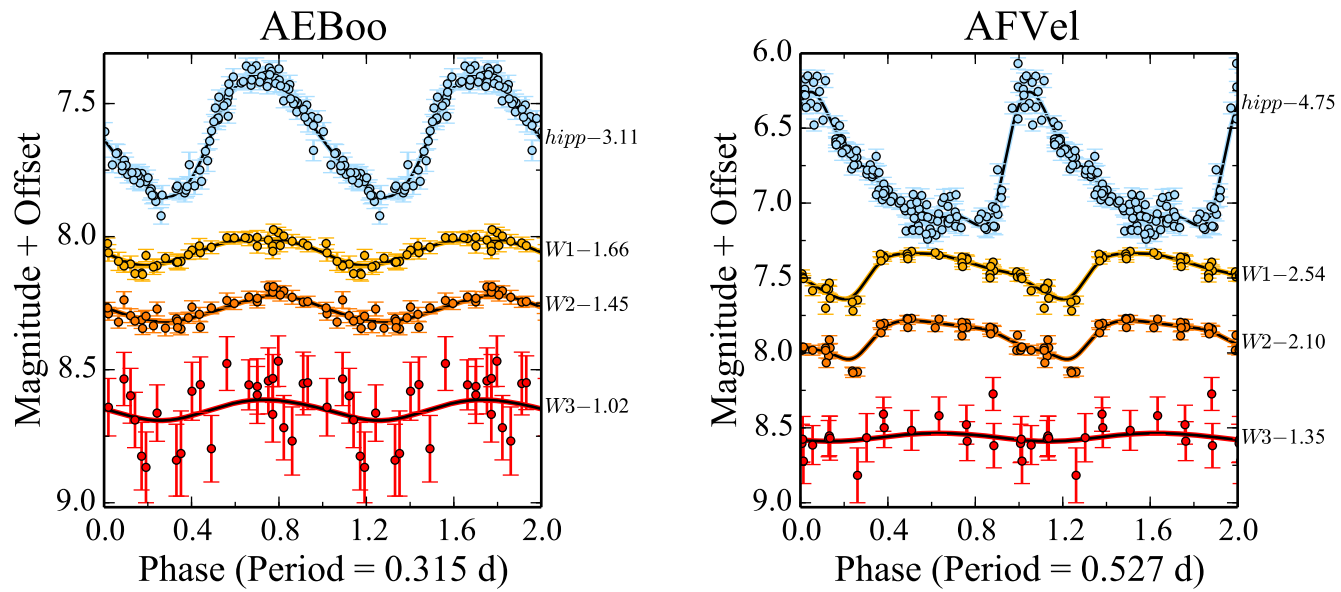 AEBoo
Magnitude + Offset
7.5
8.0
8.5
9.0
hipp−3.11
W1−1.66
W2−1.45
W3−1.02
0.0 0.4 0.8 1.2 1.6 2.0
Phase (Period = 0.315 d)
AFVel
Magnitude + Offset
6.0
6.5
7.0
7.5
8.0
8.5
9.0
hipp−4.75
W1−2.54
W2−2.10
W3−1.35
0.0 0.4 0.8 1.2 1.6 2.0
Phase (Period = 0.527 d)